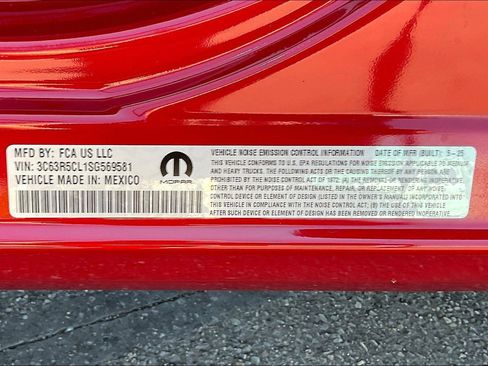 MFD BY: FCA US LLC
VIN: 3C63R5CL1SG569581
VEHICLE MADE IN: MEXICO
MOPAR
VEHICLE NOISE EMISSION CONTROL INFORMATION DATE OF MFR (BUILT): 5-25
THIS VEHICLE CONFORMS TO U.S. EPA REGULATIONS FOR NOISE EMISSION APPLICABLE TO MEDIUM
AND HEAVY TRUCKS. THE FOLLOWING ACTS OR THE CAUSING THEREOF BY ANY PERSON ARE
PROHIBITED BY THE NOISE CONTROL ACT OF 1972: (A) THE REMOVAL OR RENDERING INOPERATIVE,
OTHER THAN FOR PURPOSES OF MAINTENANCE, REPAIR, OR REPLACEMENT, OF ANY NOISE
CONTROL DEVICE OR ELEMENT OF DESIGN (LISTED IN THE OWNER'S MANUAL) INCORPORATED INTO
THIS VEHICLE IN COMPLIANCE WITH THE NOISE CONTROL ACT; (B) THE USE OF THIS VEHICLE
AFTER SUCH DEVICE OR ELEMENT OF DESIGN HAS BEEN REMOVED OR RENDERED INOPERATIVE.